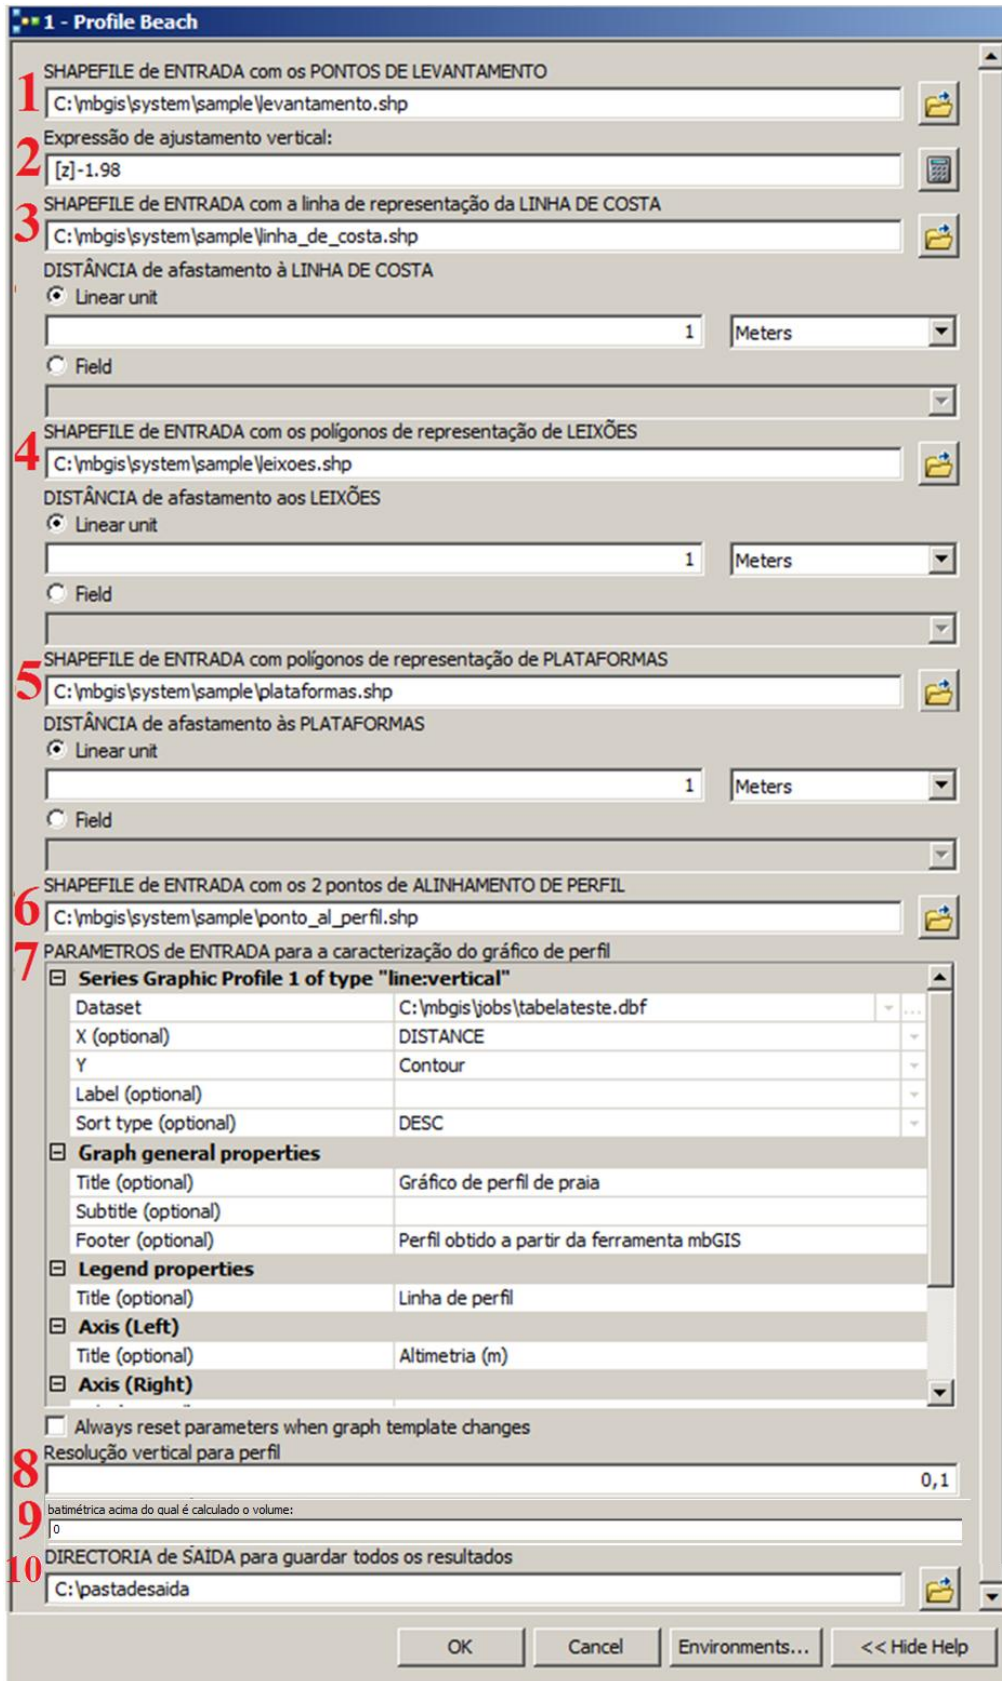 1 - Profile Beach
SHAPEFILE de ENTRADA com os PONTOS DE LEVANTAMENTO
1 C:\mbgis\system\sample\levantamento.shp
Expressão de ajustamento vertical:
2 [z]-1.98
SHAPEFILE de ENTRADA com a linha de representação da LINHA DE COSTA
3 C:\mbgis\system\sample\linha_de_costa.shp
DISTÂNCIA de afastamento à LINHA DE COSTA
Linear unit
1 Meters
Field
SHAPEFILE de ENTRADA com os polígonos de representação de LEIXÕES
4 C:\mbgis\system\sample\leixoes.shp
DISTÂNCIA de afastamento aos LEIXÕES
Linear unit
1 Meters
Field
SHAPEFILE de ENTRADA com polígonos de representação de PLATAFORMAS
5 C:\mbgis\system\sample\plataformas.shp
DISTÂNCIA de afastamento às PLATAFORMAS
Linear unit
1 Meters
Field
SHAPEFILE de ENTRADA com os 2 pontos de ALINHAMENTO DE PERFIL
6 C:\mbgis\system\sample\ponto_al_perfil.shp
7 PARAMETROS de ENTRADA para a caracterização do gráfico de perfil
Series Graphic Profile 1 of type "line:vertical"
Dataset C:\mbgis\jobs\tabelateste.dbf ...
X (optional) DISTANCE
Y Contour
Label (optional)
Sort type (optional) DESC
Graph general properties
Title (optional) Gráfico de perfil de praia
Subtitle (optional)
Footer (optional) Perfil obtido a partir da ferramenta mbGIS
Legend properties
Title (optional) Linha de perfil
Axis (Left)
Title (optional) Altimetria (m)
Axis (Right)
Always reset parameters when graph template changes
Resolução vertical para perfil
8 0,1
batimétrica acima do qual é calculado o volume:
9 0
DIRECTORIA de SAÍDA para guardar todos os resultados
10 C:\pastadesaida
OK Cancel Environments... << Hide Help